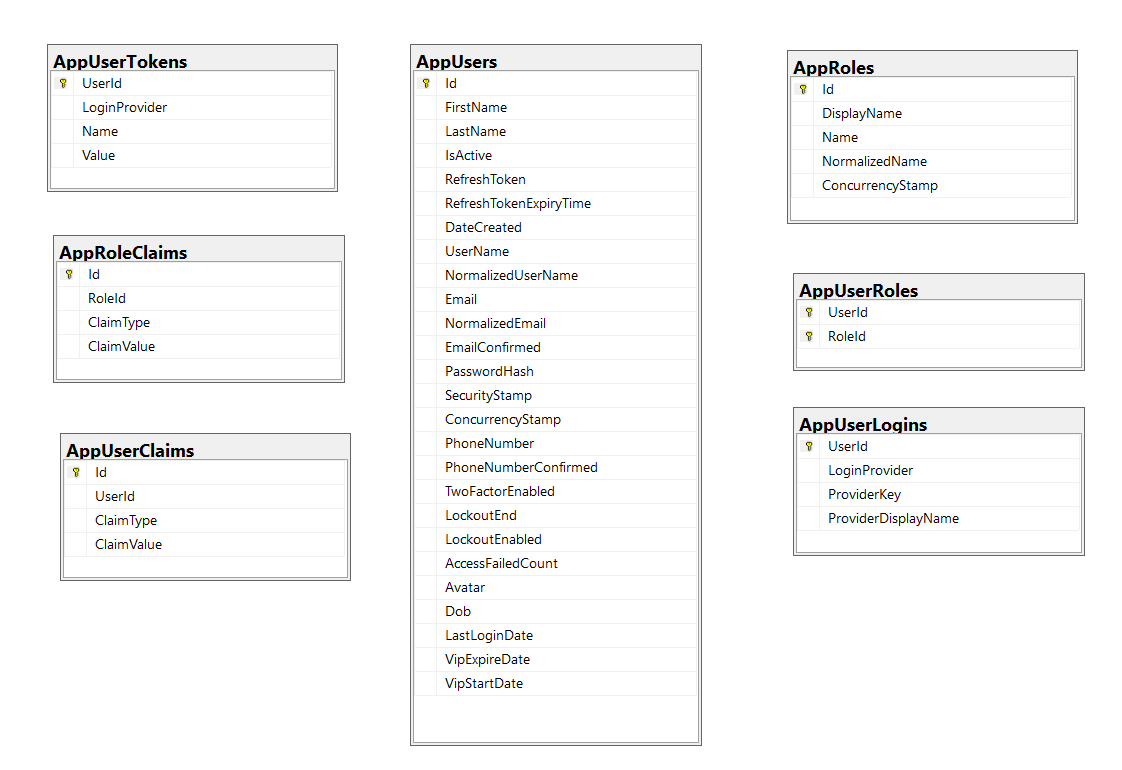 AppUserTokens
UserId
LoginProvider
Name
Value
AppRoleClaims
Id
RoleId
ClaimType
ClaimValue
AppUserClaims
Id
UserId
ClaimType
ClaimValue
AppUsers
Id
FirstName
LastName
IsActive
RefreshToken
RefreshTokenExpiryTime
DateCreated
UserName
NormalizedUserName
Email
NormalizedEmail
EmailConfirmed
PasswordHash
SecurityStamp
ConcurrencyStamp
PhoneNumber
PhoneNumberConfirmed
TwoFactorEnabled
LockoutEnd
LockoutEnabled
AccessFailedCount
Avatar
Dob
LastLoginDate
VipExpireDate
VipStartDate
AppRoles
Id
DisplayName
Name
NormalizedName
ConcurrencyStamp
AppUserRoles
UserId
RoleId
AppUserLogins
UserId
LoginProvider
ProviderKey
ProviderDisplayName